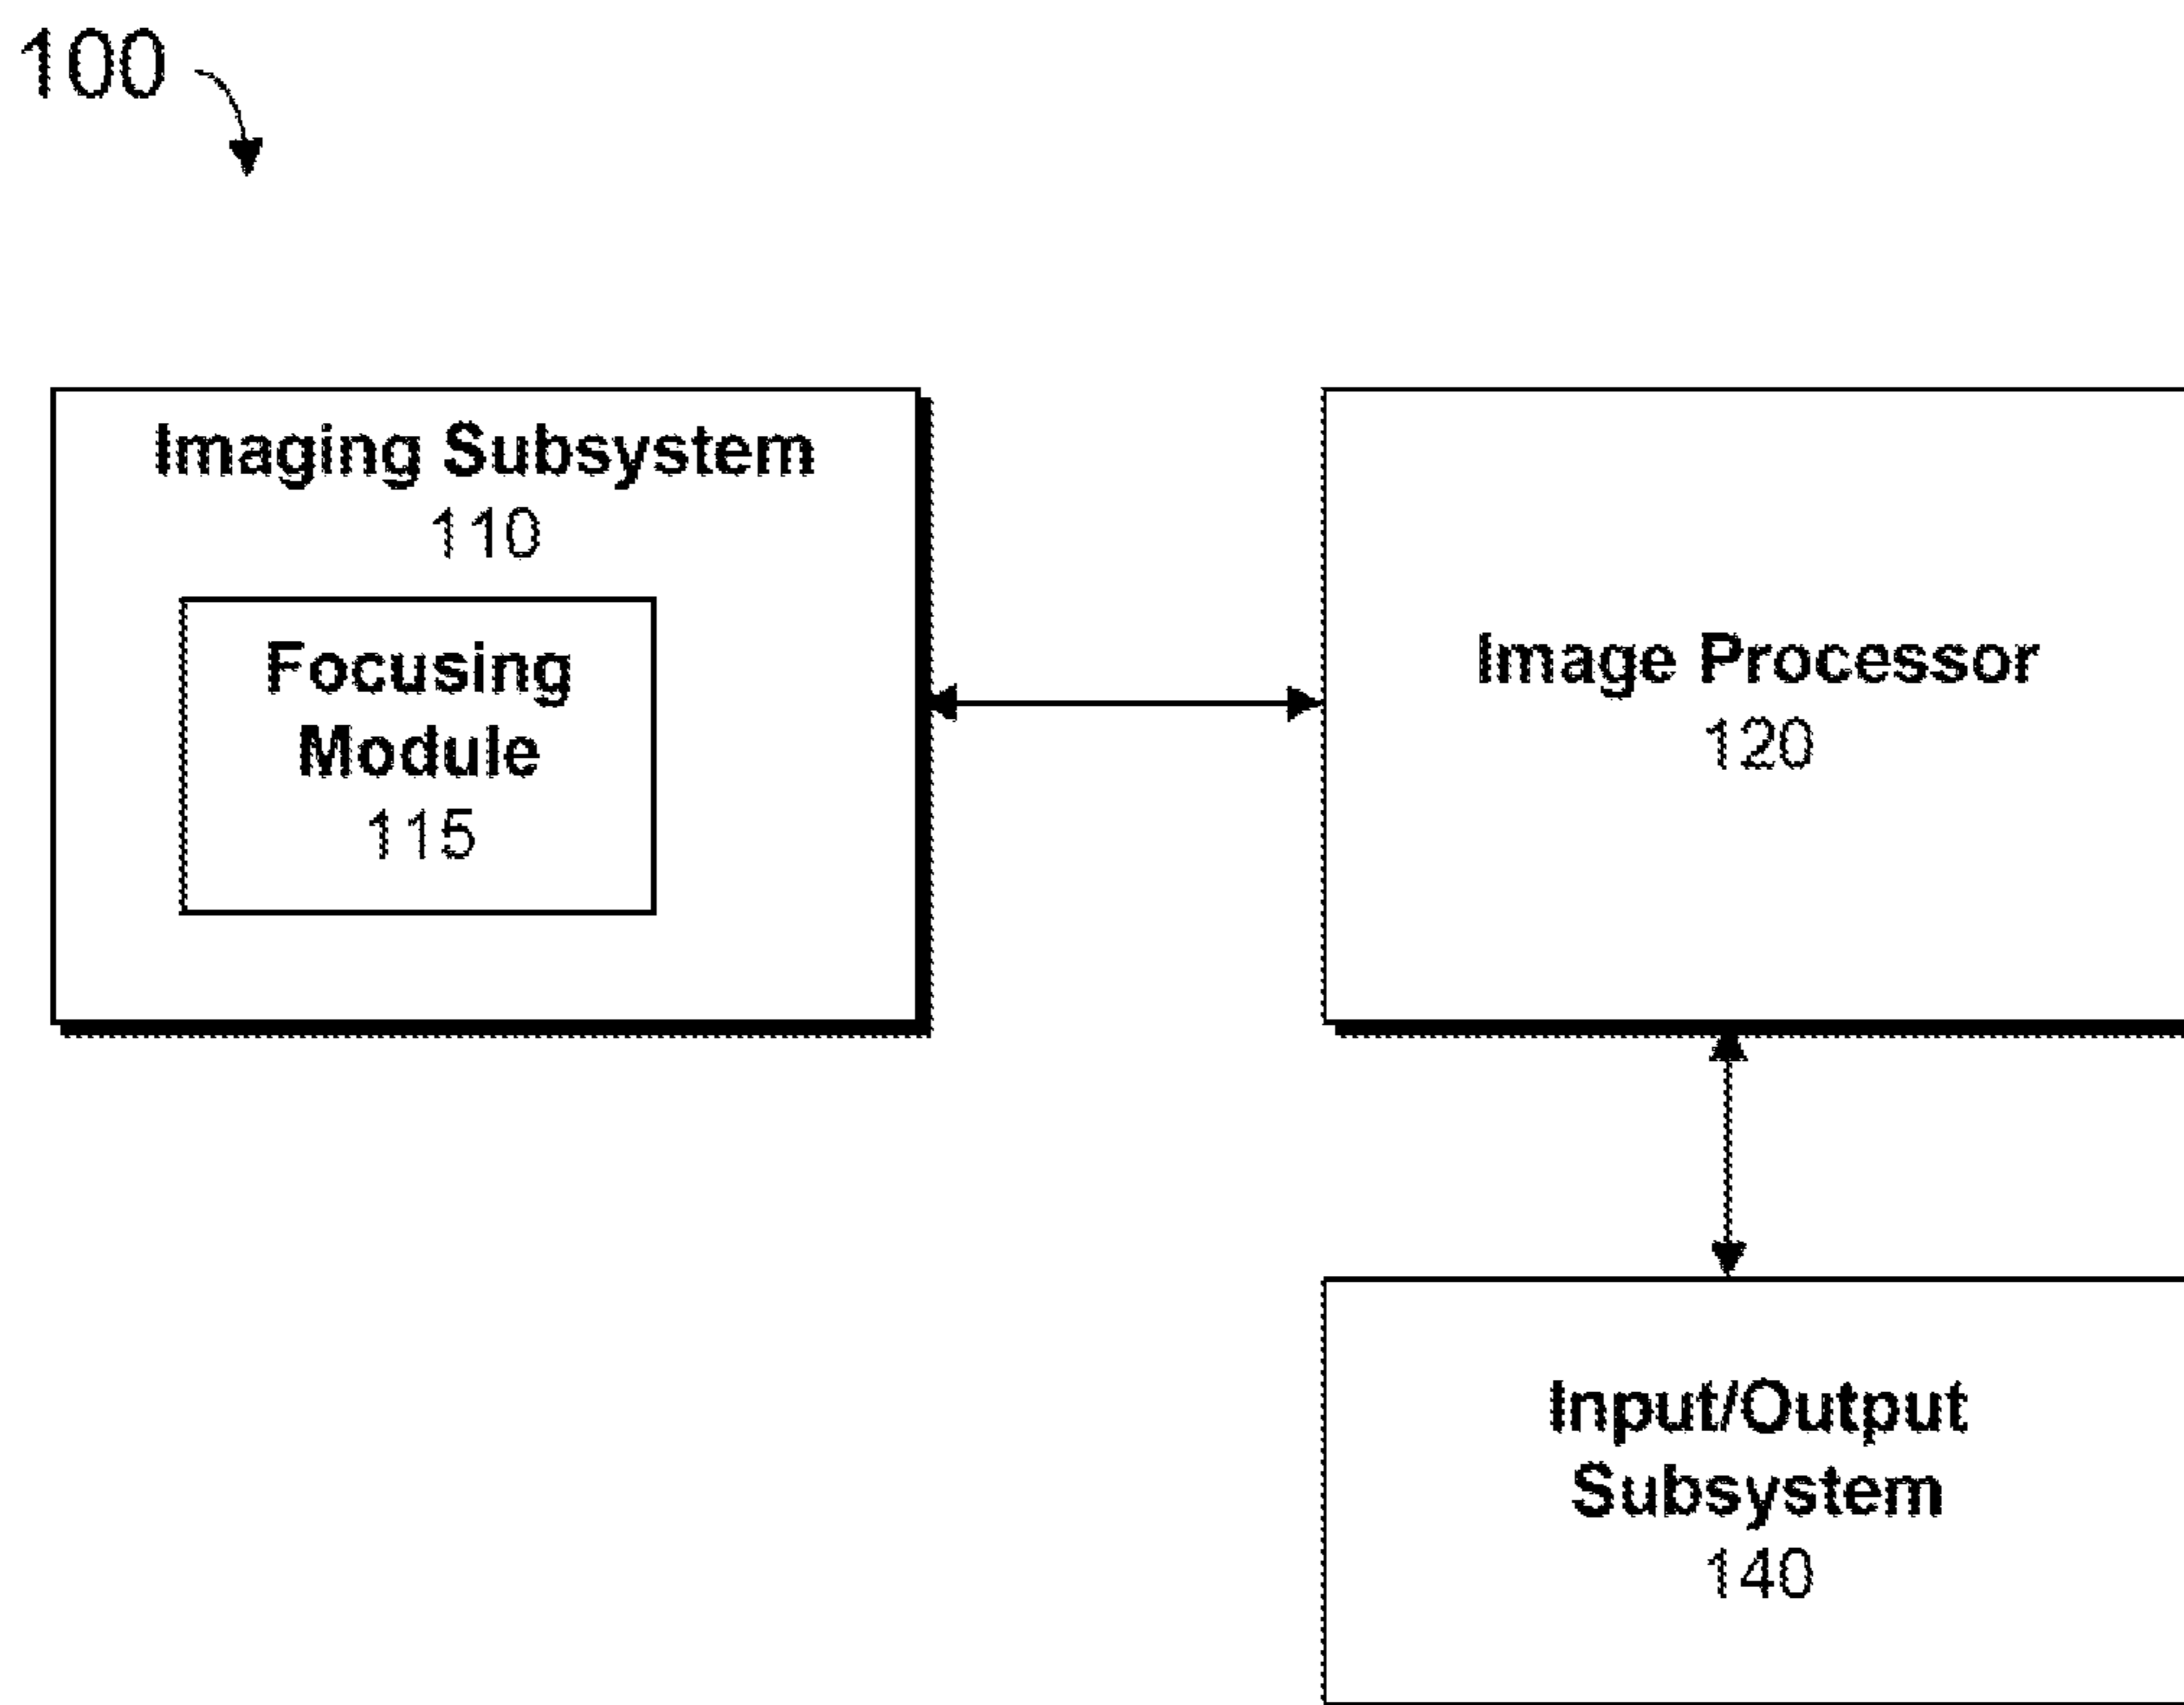 100
Imaging Subsystem
110
Focusing
Module
115
Image Processor
120
Input/Output
Subsystem
140